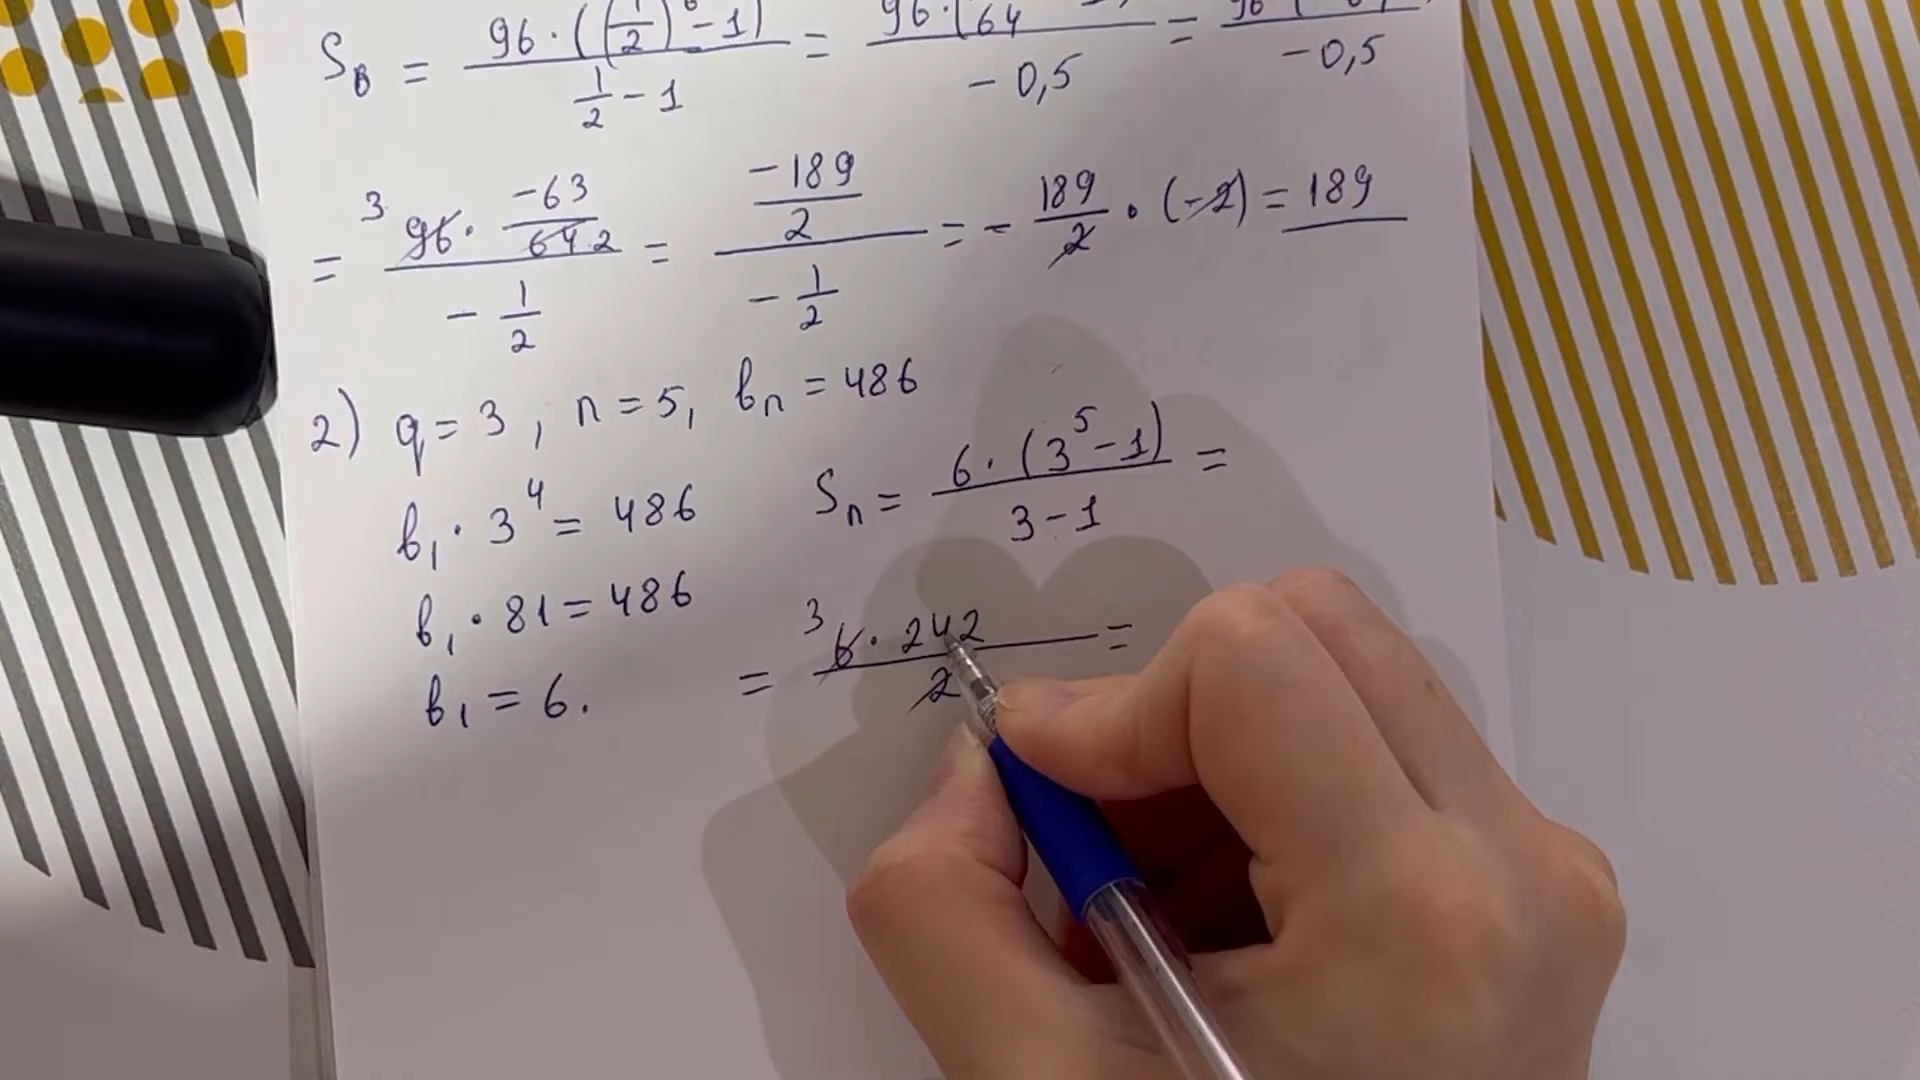 S₆ = 96 · ((1/2)⁶ - 1) / (1/2 - 1) = 96 · (64 / -0,5 = 96 / -0,5
= ³96 · -63/64 2 / -1/2 = -189/2 / -1/2 = - 189/2 · (-2) = 189
2) q = 3, n = 5, bₙ = 486
b₁ · 3⁴ = 486
Sₙ = 6 · (3⁵ - 1) / 3 - 1 =
b₁ · 81 = 486
= ³6 · 242 / 2 =
b₁ = 6.